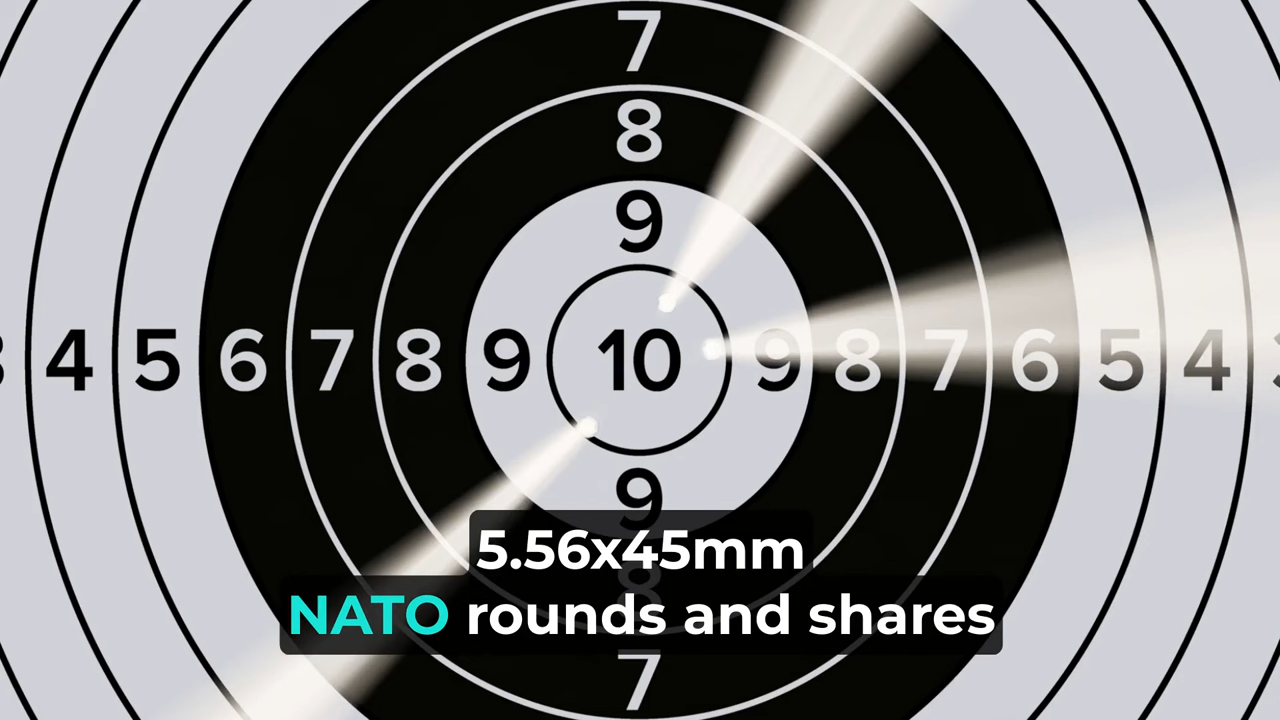 7
8
9
4 5 6 7 8 9 10 9 8 7 6 5 4
9
5.56x45mm
NATO rounds and shares
7